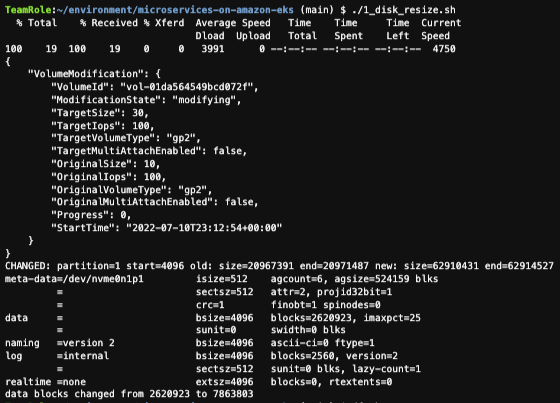 TeamRole:~/environment/microservices-on-amazon-eks (main) $ ./1_disk_resize.sh
  % Total    % Received % Xferd  Average Speed   Time    Time     Time  Current
                                 Dload  Upload   Total   Spent    Left  Speed
100    19  100    19    0     0   3991      0 --:--:-- --:--:-- --:--:--  4750
{
    "VolumeModification": {
        "VolumeId": "vol-01da564549bcd072f",
        "ModificationState": "modifying",
        "TargetSize": 30,
        "TargetIops": 100,
        "TargetVolumeType": "gp2",
        "TargetMultiAttachEnabled": false,
        "OriginalSize": 10,
        "OriginalIops": 100,
        "OriginalVolumeType": "gp2",
        "OriginalMultiAttachEnabled": false,
        "Progress": 0,
        "StartTime": "2022-07-10T23:12:54+00:00"
    }
}
CHANGED: partition=1 start=4096 old: size=20967391 end=20971487 new: size=62910431 end=62914527
meta-data=/dev/nvme0n1p1         isize=512    agcount=6, agsize=524159 blks
         =                       sectsz=512   attr=2, projid32bit=1
         =                       crc=1        finobt=1 spinodes=0
data     =                       bsize=4096   blocks=2620923, imaxpct=25
         =                       sunit=0      swidth=0 blks
naming   =version 2              bsize=4096   ascii-ci=0 ftype=1
log      =internal               bsize=4096   blocks=2560, version=2
         =                       sectsz=512   sunit=0 blks, lazy-count=1
realtime =none                   extsz=4096   blocks=0, rtextents=0
data blocks changed from 2620923 to 7863803